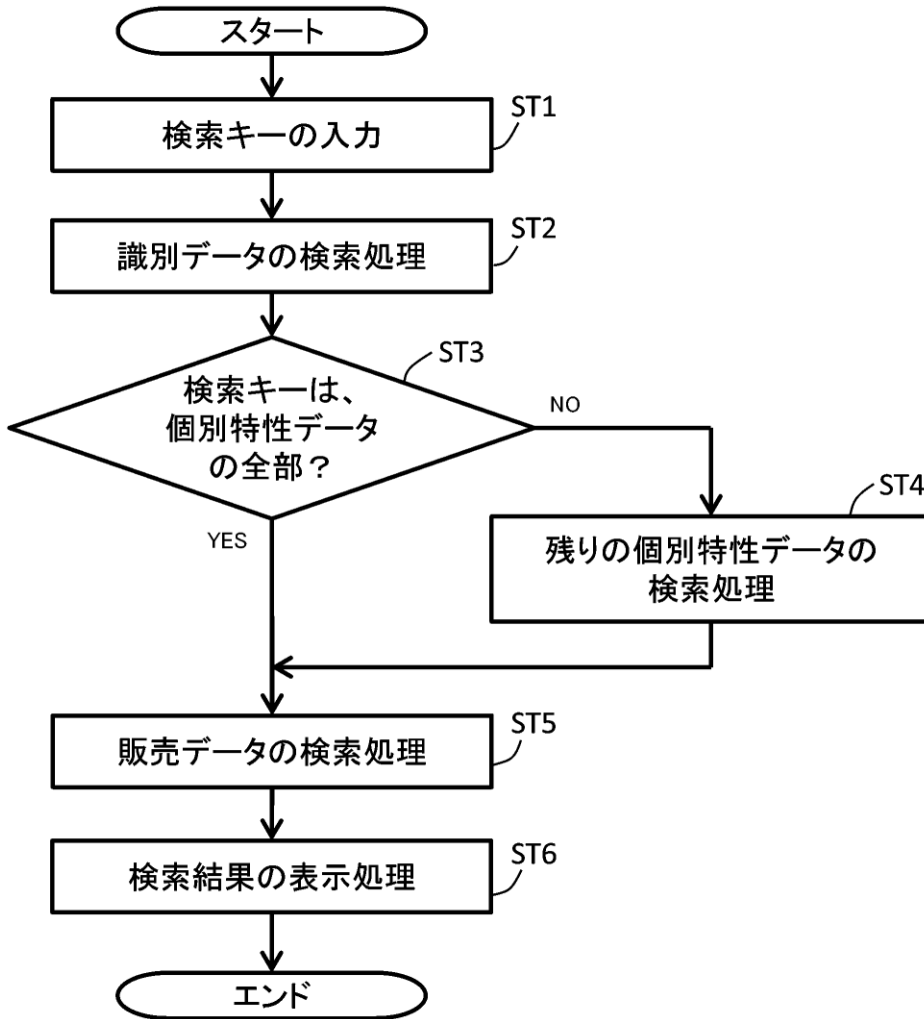 スタート
検索キーの入力
ST1
識別データの検索処理
ST2
検索キーは、
個別特性データ
の全部？
ST3
NO
YES
残りの個別特性データの
検索処理
ST4
販売データの検索処理
ST5
検索結果の表示処理
ST6
エンド